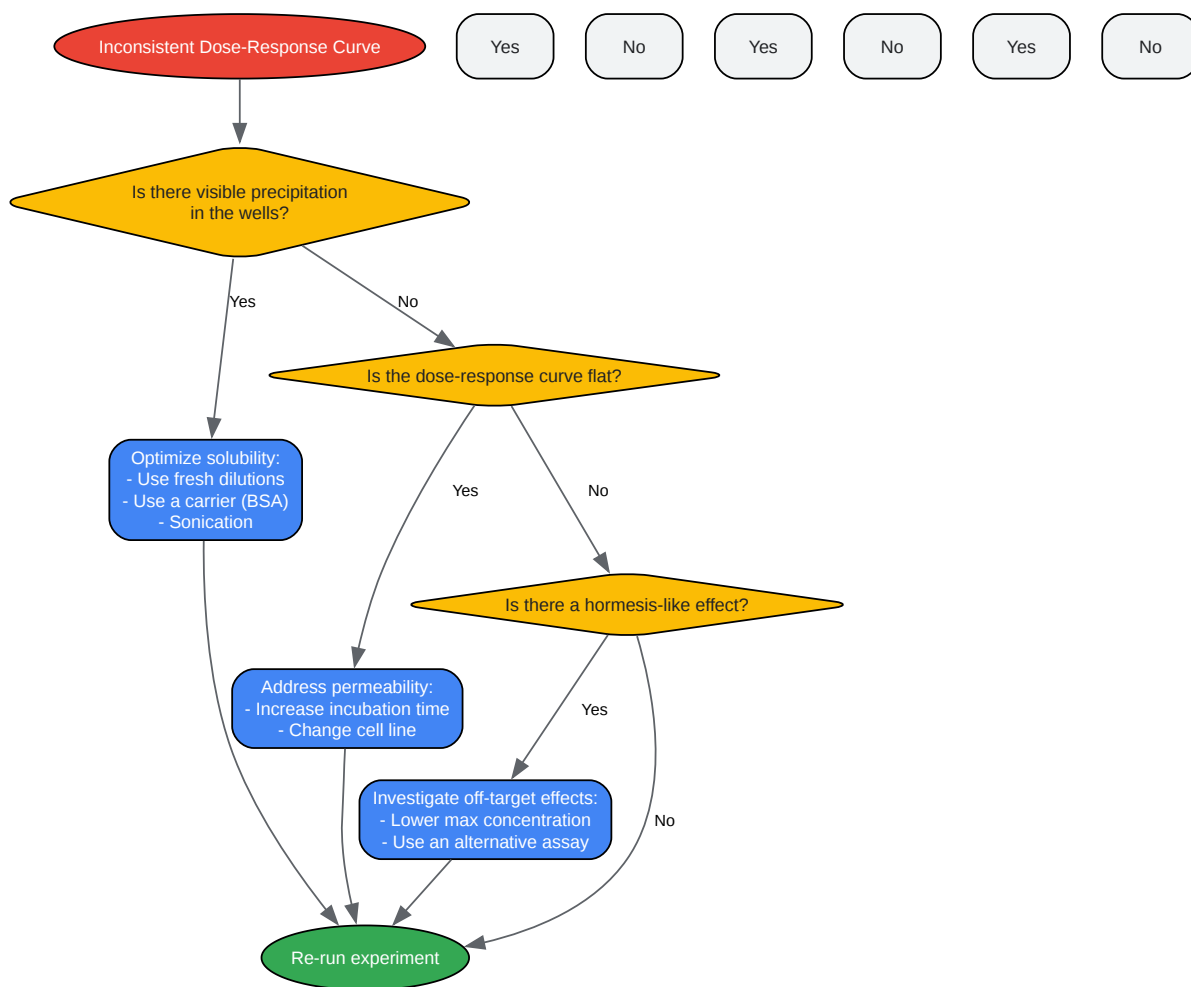 Inconsistent Dose-Response Curve
Yes
No
Yes
No
Yes
No
Is there visible precipitation
in the wells?
Yes
No
Is the dose-response curve flat?
Optimize solubility:
- Use fresh dilutions
- Use a carrier (BSA)
- Sonication
Yes
No
Is there a hormesis-like effect?
Address permeability:
- Increase incubation time
- Change cell line
Yes
Investigate off-target effects:
- Lower max concentration
- Use an alternative assay
No
Re-run experiment